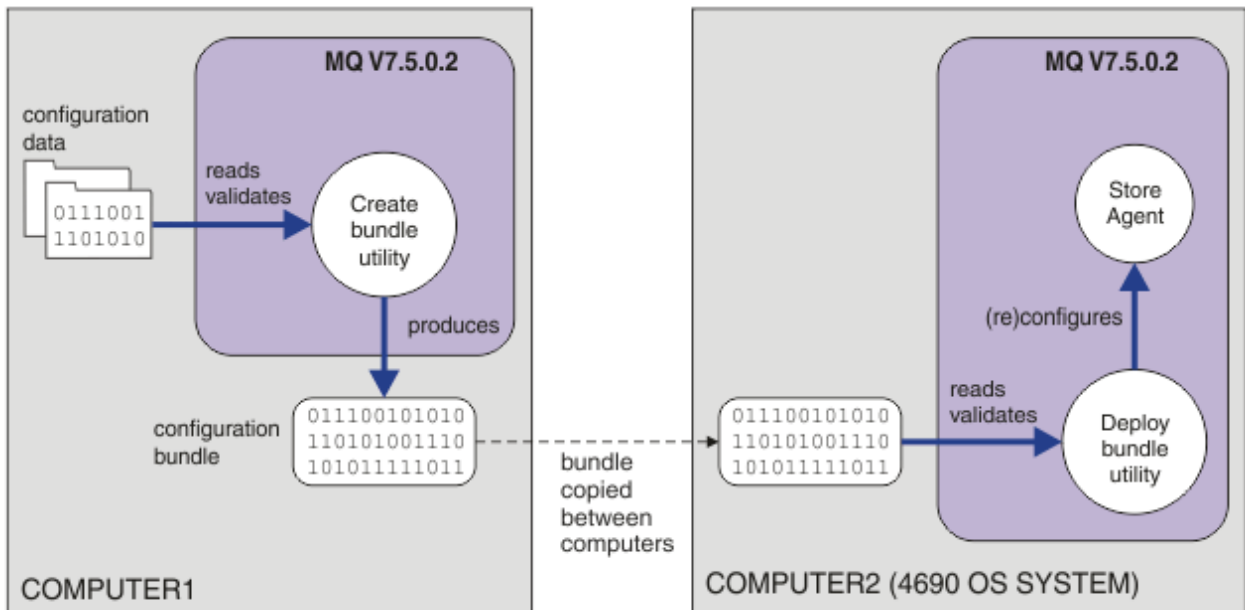 MQ V7.5.0.2
configuration
data
0111001
1101010
reads
validates
Create
bundle
utility
produces
configuration
bundle
011100101010
110101001110
101011111011
COMPUTER1
bundle
copied
between
computers
MQ V7.5.0.2
Store
Agent
(re)configures
reads
validates
011100101010
110101001110
101011111011
Deploy
bundle
utility
COMPUTER2 (4690 OS SYSTEM)